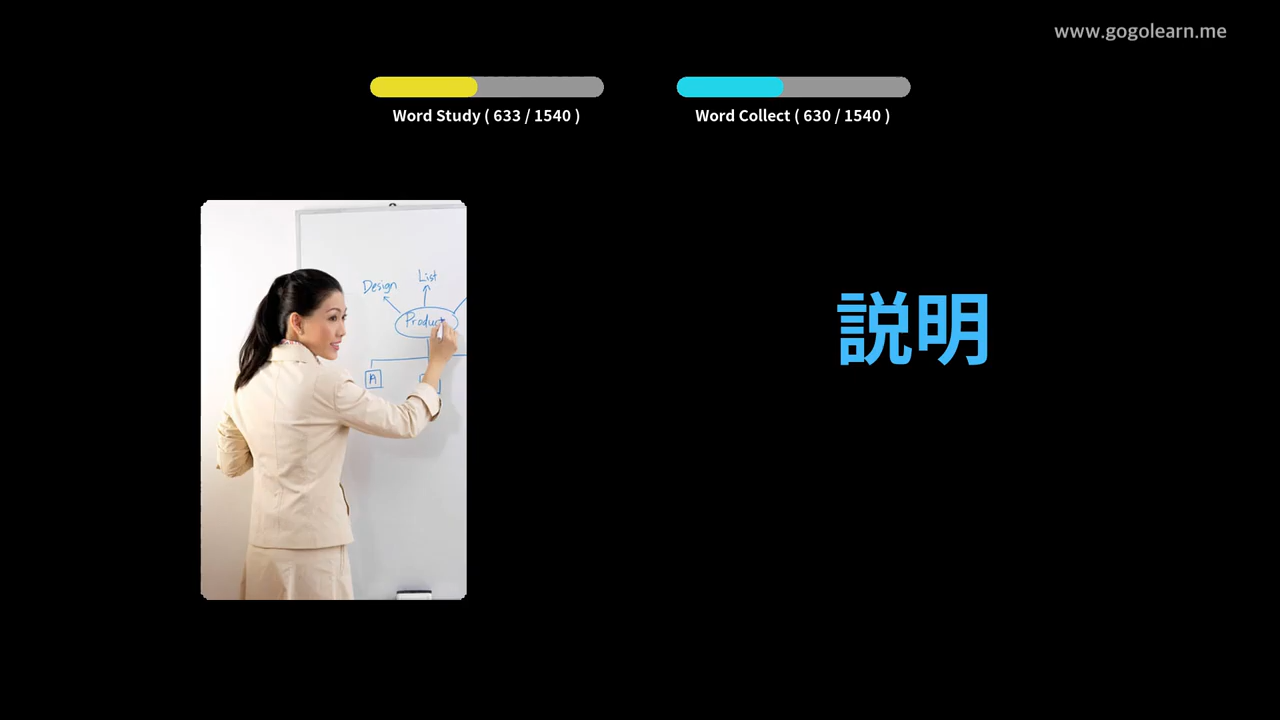 www.gogolearn.me
Word Study ( 633 / 1540 )
Word Collect ( 630 / 1540 )
List
Design
Product
A
説明